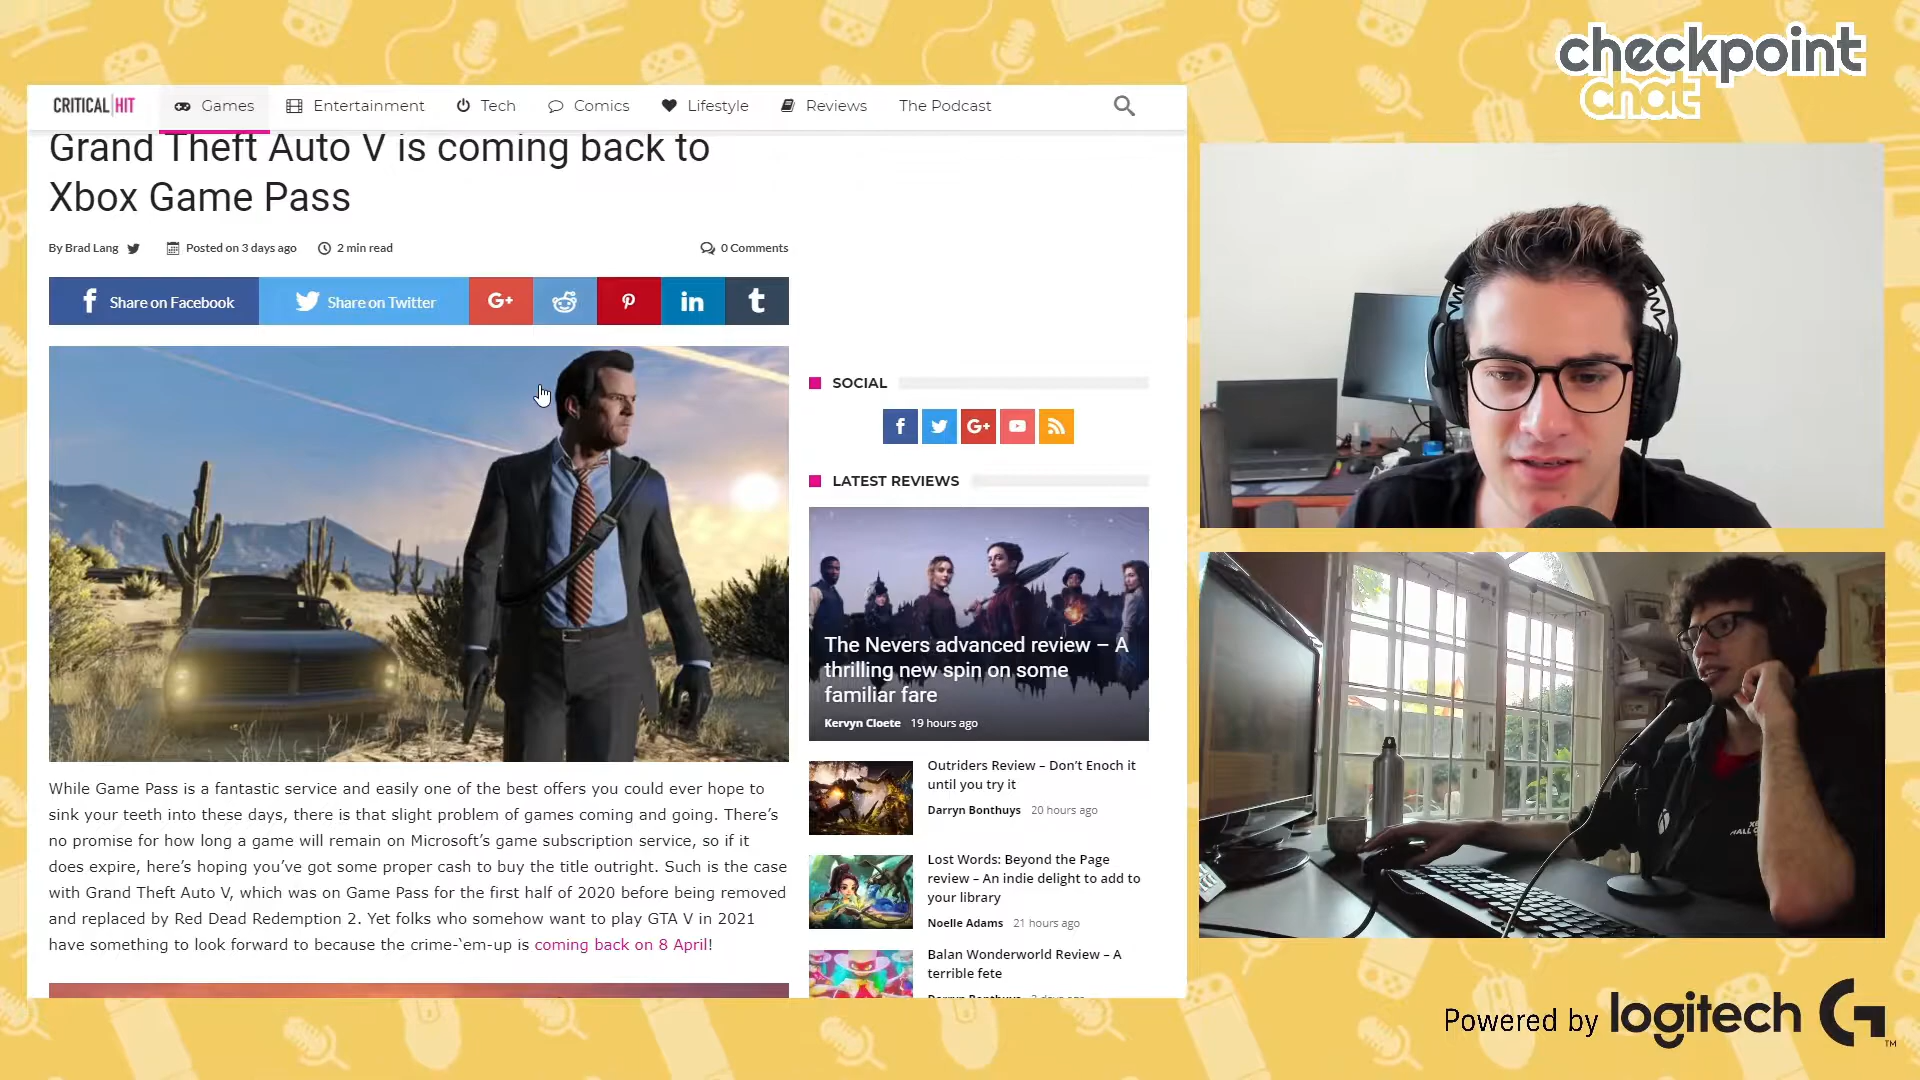 checkpoint
chat
CRITICAL HIT
Games
Entertainment
Tech
Comics
Lifestyle
Reviews
The Podcast
Grand Theft Auto V is coming back to
Xbox Game Pass
By Brad Lang
Posted on 3 days ago
2 min read
0 Comments
Share on Facebook
Share on Twitter
G+
in
t
While Game Pass is a fantastic service and easily one of the best offers you could ever hope to
sink your teeth into these days, there is that slight problem of games coming and going. There’s
no promise for how long a game will remain on Microsoft’s game subscription service, so if it
does expire, here’s hoping you’ve got some proper cash to buy the title outright. Such is the case
with Grand Theft Auto V, which was on Game Pass for the first half of 2020 before being removed
and replaced by Red Dead Redemption 2. Yet folks who somehow want to play GTA V in 2021
have something to look forward to because the crime-‘em-up is coming back on 8 April!
SOCIAL
f
G+
LATEST REVIEWS
The Nevers advanced review – A
thrilling new spin on some
familiar fare
Kervyn Cloete 19 hours ago
Outriders Review – Don’t Enoch it
until you try it
Darryn Bonthuys 20 hours ago
Lost Words: Beyond the Page
review – An indie delight to add to
your library
Noelle Adams 21 hours ago
Balan Wonderworld Review – A
terrible fete
Powered by logitech G
TM